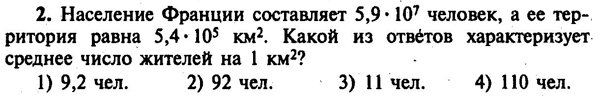 2. Население Франции составляет 5,9·10⁷ человек, а ее тер-
ритория равна 5,4·10⁵ км². Какой из отве́тов характеризует
среднее число жителей на 1 км²?
1) 9,2 чел. 2) 92 чел. 3) 11 чел. 4) 110 чел.